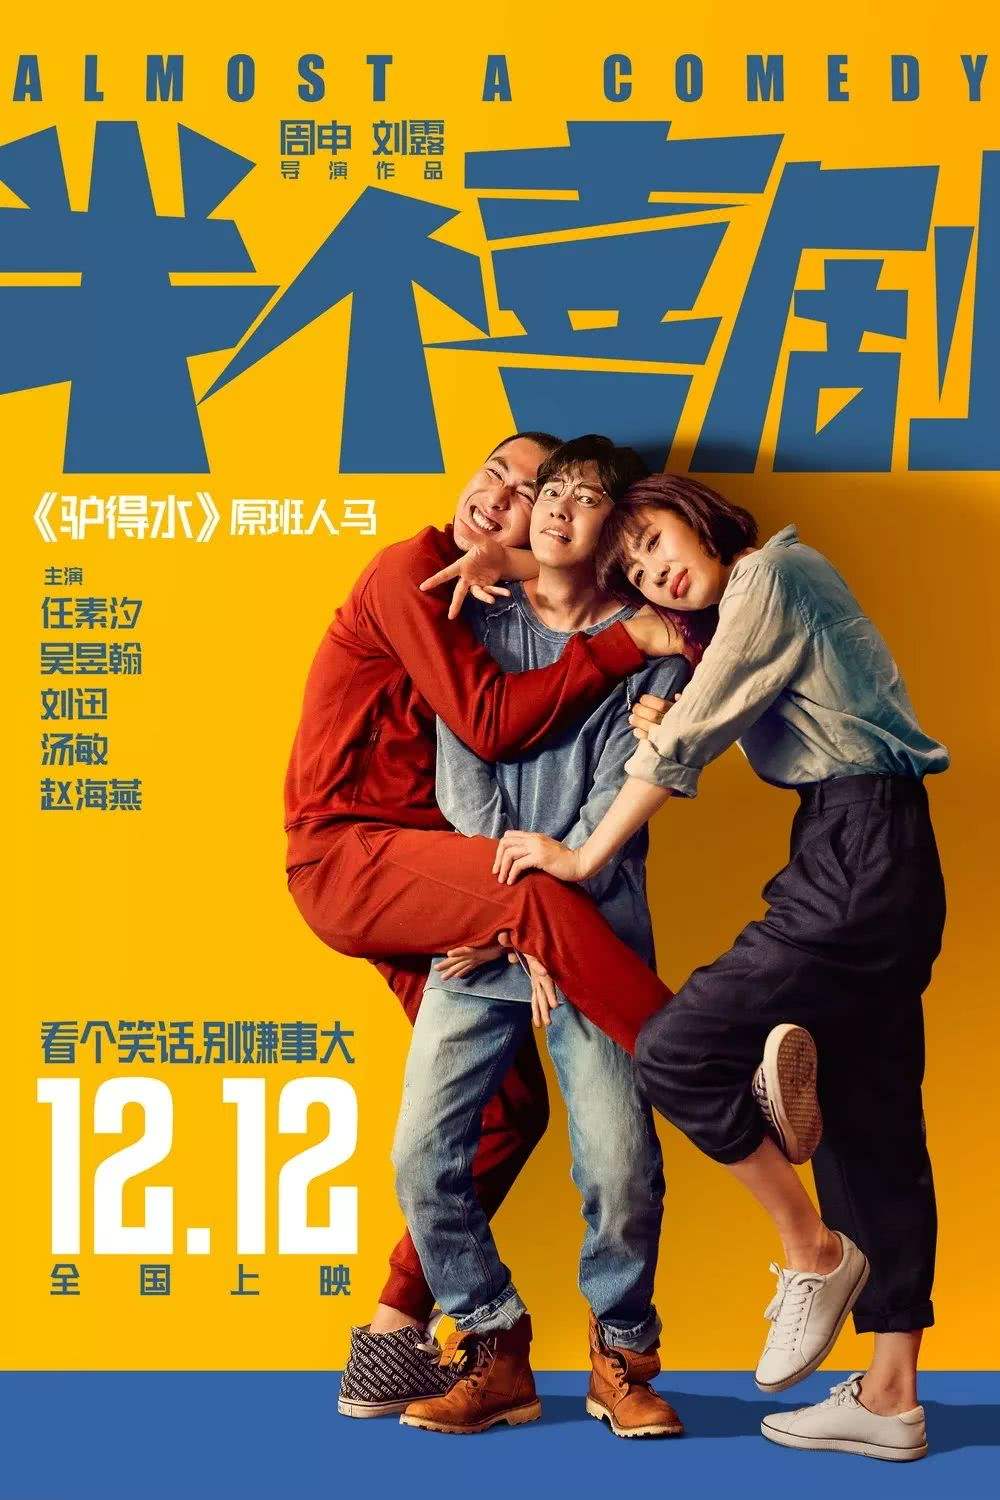 ALMOST A COMEDY
半个喜剧
周申 刘露
导演作品
《驴得水》原班人马
主演
任素汐
吴昱翰
刘迅
汤敏
赵海燕
看个笑话,别嫌事大
12.12
全国上映